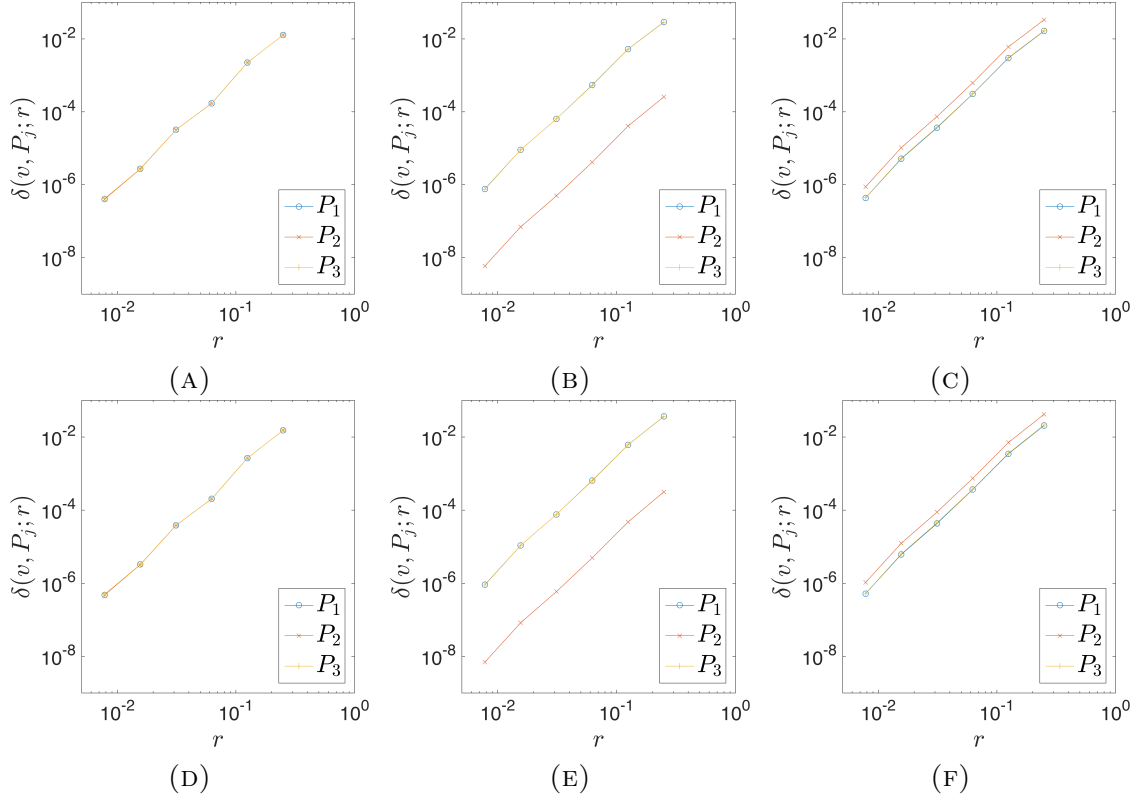 δ(v, P_j; r)
10^-2
10^-4
10^-6
10^-8
P_1
P_2
P_3
10^-2 10^-1 10^0
r
(A)
δ(v, P_j; r)
10^-2
10^-4
10^-6
10^-8
P_1
P_2
P_3
10^-2 10^-1 10^0
r
(B)
δ(v, P_j; r)
10^-2
10^-4
10^-6
10^-8
P_1
P_2
P_3
10^-2 10^-1 10^0
r
(C)
δ(v, P_j; r)
10^-2
10^-4
10^-6
10^-8
P_1
P_2
P_3
10^-2 10^-1 10^0
r
(D)
δ(v, P_j; r)
10^-2
10^-4
10^-6
10^-8
P_1
P_2
P_3
10^-2 10^-1 10^0
r
(E)
δ(v, P_j; r)
10^-2
10^-4
10^-6
10^-8
P_1
P_2
P_3
10^-2 10^-1 10^0
r
(F)